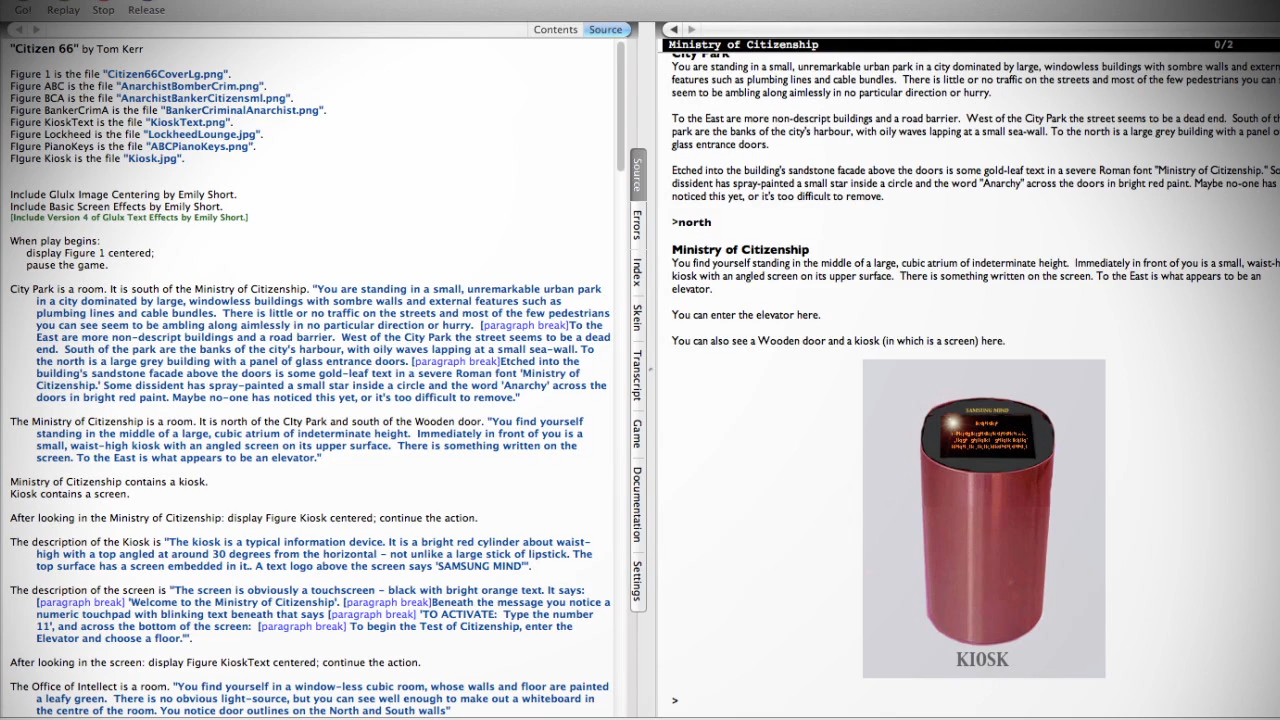 Go!
Replay
Stop
Release
Contents
Source
"Citizen 66" by Tom Kerr
Figure 1 is the file "Citizen66CoverLg.png".
Figure ABC is the file "AnarchistBomberCrim.png".
Figure BCA is the file "AnarchistBankerCitizensml.png".
Figure BankerCrimA is the file "BankerCriminalAnarchist.png".
Figure KioskText is the file "KioskText.png".
Figure Lockheed is the file "LockheedLounge.jpg".
Figure PianoKeys is the file "ABCPianoKeys.png".
FIgure Kiosk is the file "Kiosk.jpg".
Include Glulx Image Centering by Emily Short.
Include Basic Screen Effects by Emily Short.
[Include Version 4 of Glulx Text Effects by Emily Short.]
When play begins:
display Figure 1 centered;
pause the game.
City Park is a room. It is south of the Ministry of Citizenship. "You are standing in a small, unremarkable urban park
in a city dominated by large, windowless buildings with sombre walls and external features such as
plumbing lines and cable bundles.  There is little or no traffic on the streets and most of the few pedestrians
you can see seem to be ambling along aimlessly in no particular direction or hurry.  [paragraph break]To the
East are more non-descript buildings and a road barrier.  West of the City Park the street seems to be a dead
end.  South of the park are the banks of the city's harbour, with oily waves lapping at a small sea-wall. To
the north is a large grey building with a panel of glass entrance doors. [paragraph break]Etched into the
building's sandstone facade above the doors is some gold-leaf text in a severe Roman font 'Ministry of
Citizenship.' Some dissident has spray-painted a small star inside a circle and the word 'Anarchy' across the
doors in bright red paint. Maybe no-one has noticed this yet, or it's too difficult to remove."
The Ministry of Citizenship is a room. It is north of the CIty Park and south of the Wooden door. "You find yourself
standing in the middle of a large, cubic atrium of indeterminate height.  Immediately in front of you is a
small, waist-high kiosk with an angled screen on its upper surface.  There is something written on the
screen. To the East is what appears to be an elevator."
Ministry of Citizenship contains a kiosk.
Kiosk contains a screen.
After looking in the Ministry of Citizenship: display Figure Kiosk centered; continue the action.
The description of the Kiosk is "The kiosk is a typical information device. It is a bright red cylinder about waist-
high with a top angled at around 30 degrees from the horizontal - not unlike a large stick of lipstick. The
top surface has a screen embedded in it.. A text logo above the screen says 'SAMSUNG MIND'".
The description of the screen is "The screen is obviously a touchscreen - black with bright orange text. It says:
[paragraph break] 'Welcome to the Ministry of Citizenship'. [paragraph break]Beneath the message you notice a
numeric touchpad with blinking text beneath that says [paragraph break] 'TO ACTIVATE:  Type the number
11', and across the bottom of the screen:  [paragraph break] To begin the Test of Citizenship, enter the
Elevator and choose a floor.'".
After looking in the screen: display Figure KioskText centered; continue the action.
The Office of Intellect is a room. "You find yourself in a window-less cubic room, whose walls and floor are painted
a leafy green.  There is no obvious light-source, but you can see well enough to make out a whiteboard in
the centre of the room. You notice door outlines on the North and South walls"
Source
Errors
Index
Skein
Transcript
Game
Documentation
Settings
Ministry of Citizenship
0/2
City Park
You are standing in a small, unremarkable urban park in a city dominated by large, windowless buildings with sombre walls and extern
features such as plumbing lines and cable bundles.  There is little or no traffic on the streets and most of the few pedestrians you can
seem to be ambling along aimlessly in no particular direction or hurry.
To the East are more non-descript buildings and a road barrier.  West of the City Park the street seems to be a dead end.  South of t
park are the banks of the city's harbour, with oily waves lapping at a small sea-wall. To the north is a large grey building with a panel o
glass entrance doors.
Etched into the building's sandstone facade above the doors is some gold-leaf text in a severe Roman font "Ministry of Citizenship." So
dissident has spray-painted a small star inside a circle and the word "Anarchy" across the doors in bright red paint. Maybe no-one has
noticed this yet, or it's too difficult to remove.
>north
Ministry of Citizenship
You find yourself standing in the middle of a large, cubic atrium of indeterminate height.  Immediately in front of you is a small, waist-h
kiosk with an angled screen on its upper surface.  There is something written on the screen. To the East is what appears to be an
elevator.
You can enter the elevator here.
You can also see a Wooden door and a kiosk (in which is a screen) here.
SAMSUNG MIND
KIOSK
>